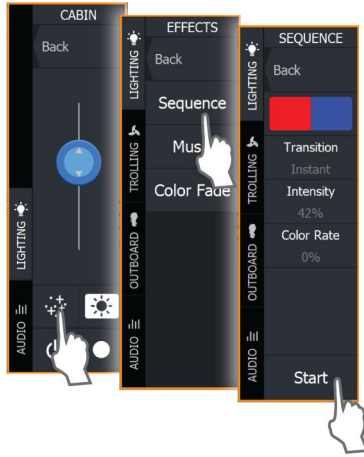 CABIN
Back
LIGHTING
AUDIO
EFFECTS
Back
Sequence
Mus
Color Fade
LIGHTING
TROLLING
OUTBOARD
AUDIO
SEQUENCE
Back
Transition
Instant
Intensity
42%
Color Rate
0%
Start
LIGHTING
TROLLING
OUTBOARD
AUDIO